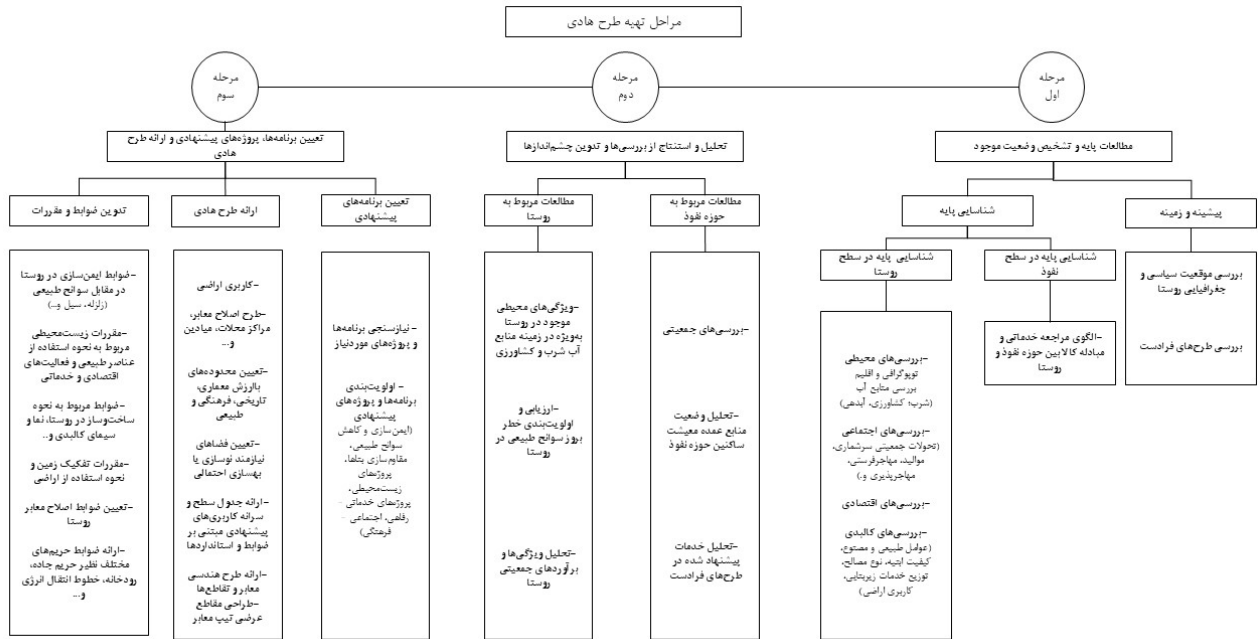 مراحل تهیه طرح هادی
مرحله
اول
مرحله
دوم
مرحله
سوم
مطالعات پایه و تشخیص وضعیت موجود
تحلیل و استنتاج از بررسی‌ها و تدوین چشم‌اندازها
تعیین برنامه‌ها، پروژه‌های پیشنهادی و ارائه طرح
هادی
پیشینه و زمینه
بررسی موقعیت سیاسی و
جغرافیایی روستا
بررسی طرح‌های فرادست
شناسایی پایه
شناسایی پایه در سطح
نفوذ
-الگوی مراجعه خدماتی و
مبادله کالا بین حوزه نفوذ و
روستا
شناسایی پایه در سطح
روستا
-بررسی‌های محیطی
توپوگرافی و اقلیم
بررسی منابع آب
(شرب؛ کشاورزی، آبدهی)
-بررسی‌های اجتماعی
(تحولات جمعیتی سرشماری،
موالید، مهاجرفرستی،
مهاجرپذیری و.)
-بررسی‌های اقتصادی
-بررسی‌های کالبدی
(عوامل طبیعی و مصنوع،
کیفیت ابنیه، نوع مصالح،
توزیع خدمات زیربنایی،
کاربری اراضی)
مطالعات مربوط به
حوزه نفوذ
-بررسی‌های جمعیتی
-تحلیل وضعیت
منابع عمده معیشت
ساکنین حوزه نفوذ
-تحلیل خدمات
پیشنهاد شده در
طرح‌های فرادست
مطالعات مربوط به
روستا
-ویژگی‌های محیطی
موجود در روستا
به‌ویژه در زمینه منابع
آب شرب و کشاورزی
-ارزیابی و
اولویت‌بندی خطر
بروز سوانح طبیعی در
روستا
-تحلیل ویژگی‌ها و
برآوردهای جمعیتی
روستا
تعیین برنامه‌های
پیشنهادی
-نیازسنجی برنامه‌ها
و پروژه‌های موردنیاز
-اولویت‌بندی
برنامه‌ها و پروژه‌های
پیشنهادی
(ایمن‌سازی و کاهش
سوانح طبیعی،
مقاوم‌سازی بناها،
پروژه‌های
زیست‌محیطی،
پروژه‌های خدماتی -
رفاهی، اجتماعی -
فرهنگی)
ارائه طرح هادی
-کاربری اراضی
-طرح اصلاح معابر،
مراکز محلات، میادین
و...
-تعیین محدوده‌های
باارزش معماری،
تاریخی، فرهنگی و
طبیعی
-تعیین فضاهای
نیازمند نوسازی یا
بهسازی احتمالی
-ارائه جدول سطح و
سرانه کاربری‌های
پیشنهادی مبتنی بر
ضوابط و استانداردها
-ارائه طرح هندسی
معابر و تقاطع‌ها
-طراحی مقاطع
عرضی تیپ معابر
تدوین ضوابط و مقررات
-ضوابط ایمن‌سازی در روستا
در مقابل سوانح طبیعی
(زلزله، سیل و..)
-مقررات زیست‌محیطی
مربوط به نحوه استفاده از
عناصر طبیعی و فعالیت‌های
اقتصادی و خدماتی
-ضوابط مربوط به نحوه
ساخت‌وساز در روستا، نما و
سیمای کالبدی و..
-مقررات تفکیک زمین و
نحوه استفاده از اراضی
-تعیین ضوابط اصلاح معابر
روستا
-ارائه ضوابط حریم‌های
مختلف نظیر حریم جاده،
رودخانه، خطوط انتقال انرژی
و...